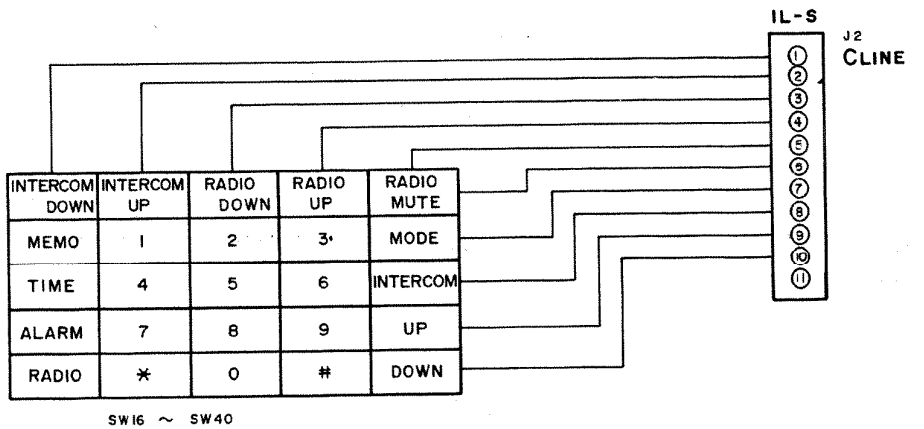 IL-S
J2
CLINE
①
②
③
④
⑤
⑥
⑦
⑧
⑨
⑩
⑪
INTERCOM DOWN INTERCOM UP RADIO DOWN RADIO UP RADIO MUTE
MEMO 1 2 3 MODE
TIME 4 5 6 INTERCOM
ALARM 7 8 9 UP
RADIO * 0 # DOWN
SW16 ~ SW40